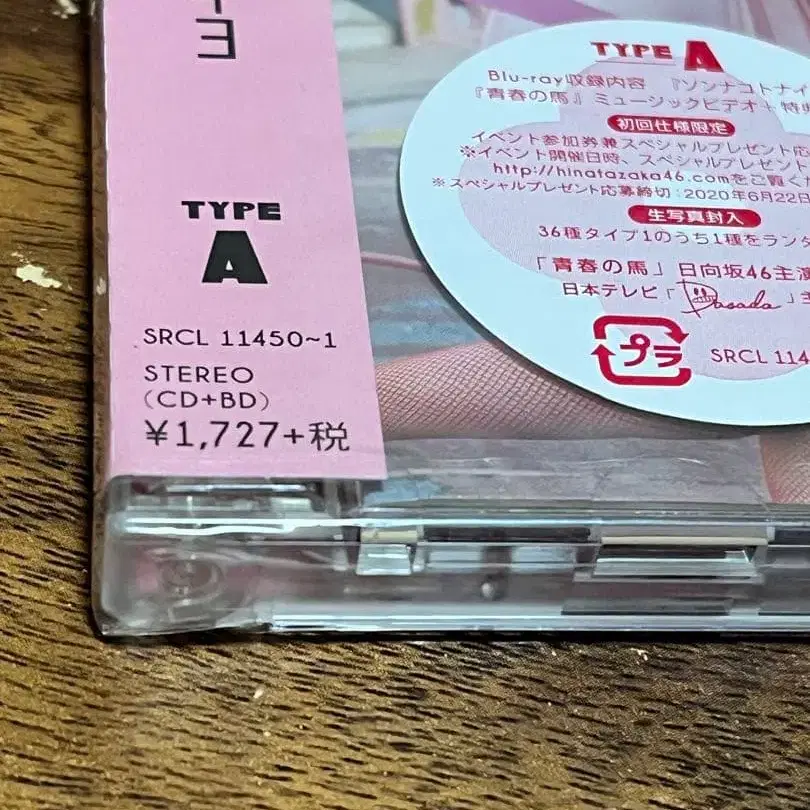 ヨ
TYPE
A
SRCL 11450~1
STEREO
(CD+BD)
¥1,727+税
TYPE A
Blu-ray収録内容 『ソンナコトナイ
『青春の馬』ミュージックビデオ+特典
初回仕様限定
イベント参加券兼スペシャルプレゼント応
※イベント開催日時、スペシャルプレゼント
http://hinatazaka46.comをご覧くだ
※スペシャルプレゼント応募締切:2020年6月22日
生写真封入
36種タイプ1のうち1種をランダ
「青春の馬」日向坂46主演
日本テレビ「Dasada」主
プラ
SRCL 114